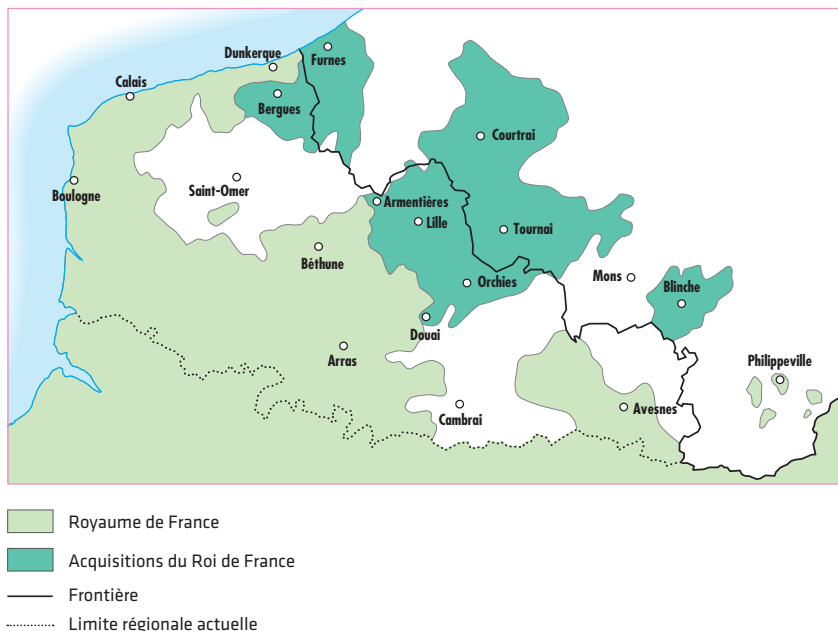 Dunkerque
Furnes
Calais
Bergues
Courtrai
Saint-Omer
Boulogne
Armentières
Lille
Tournai
Béthune
Mons
Orchies
Blinche
Douai
Arras
Philippeville
Cambrai
Avesnes
Royaume de France
Acquisitions du Roi de France
Frontière
Limite régionale actuelle